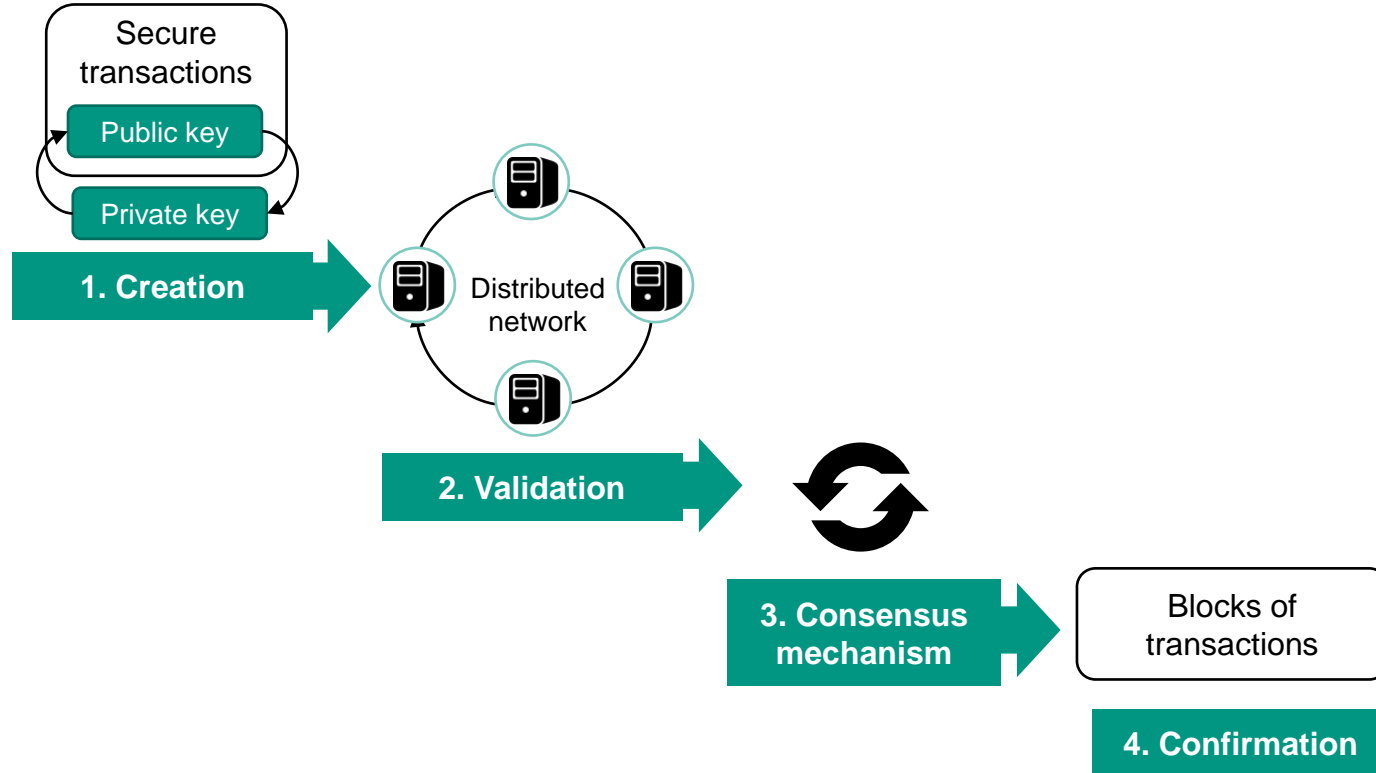 Secure
transactions
Public key
Private key
1. Creation
Distributed
network
2. Validation
3. Consensus
mechanism
Blocks of
transactions
4. Confirmation